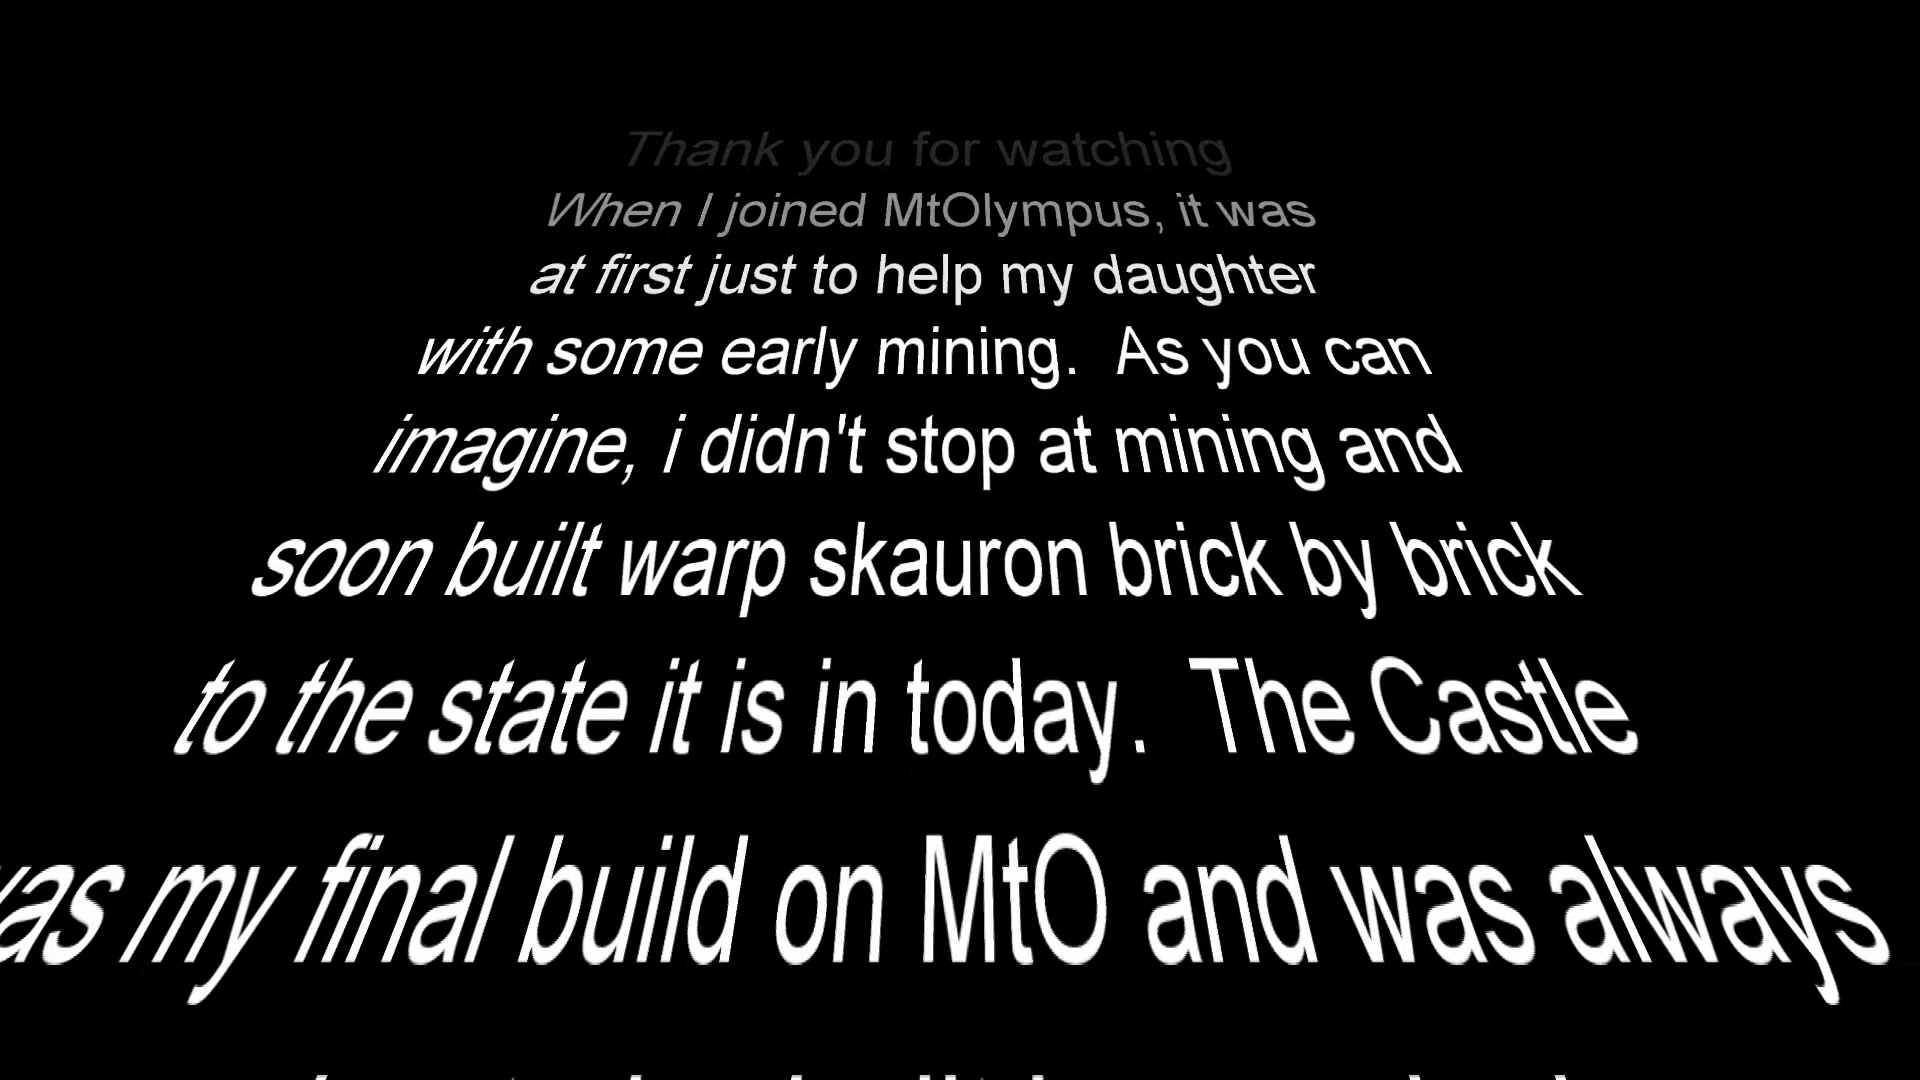 Thank you for watching
When I joined MtOlympus, it was
at first just to help my daughter
with some early mining.  As you can
imagine, i didn't stop at mining and
soon built warp skauron brick by brick
to the state it is in today.  The Castle
my final build on MtO and was always